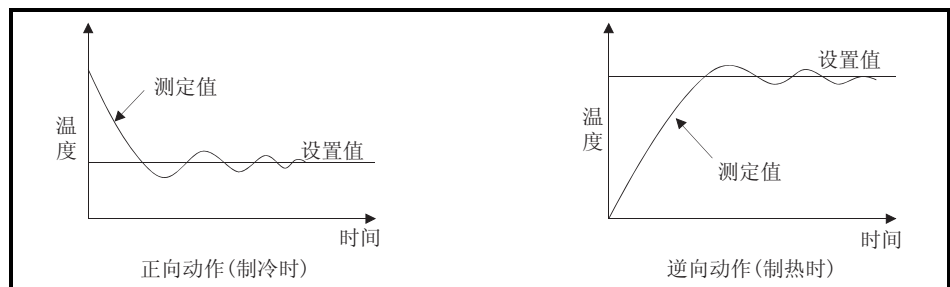 测定值
温度
设置值
时间
正向动作(制冷时)
设置值
温度
测定值
时间
逆向动作(制热时)